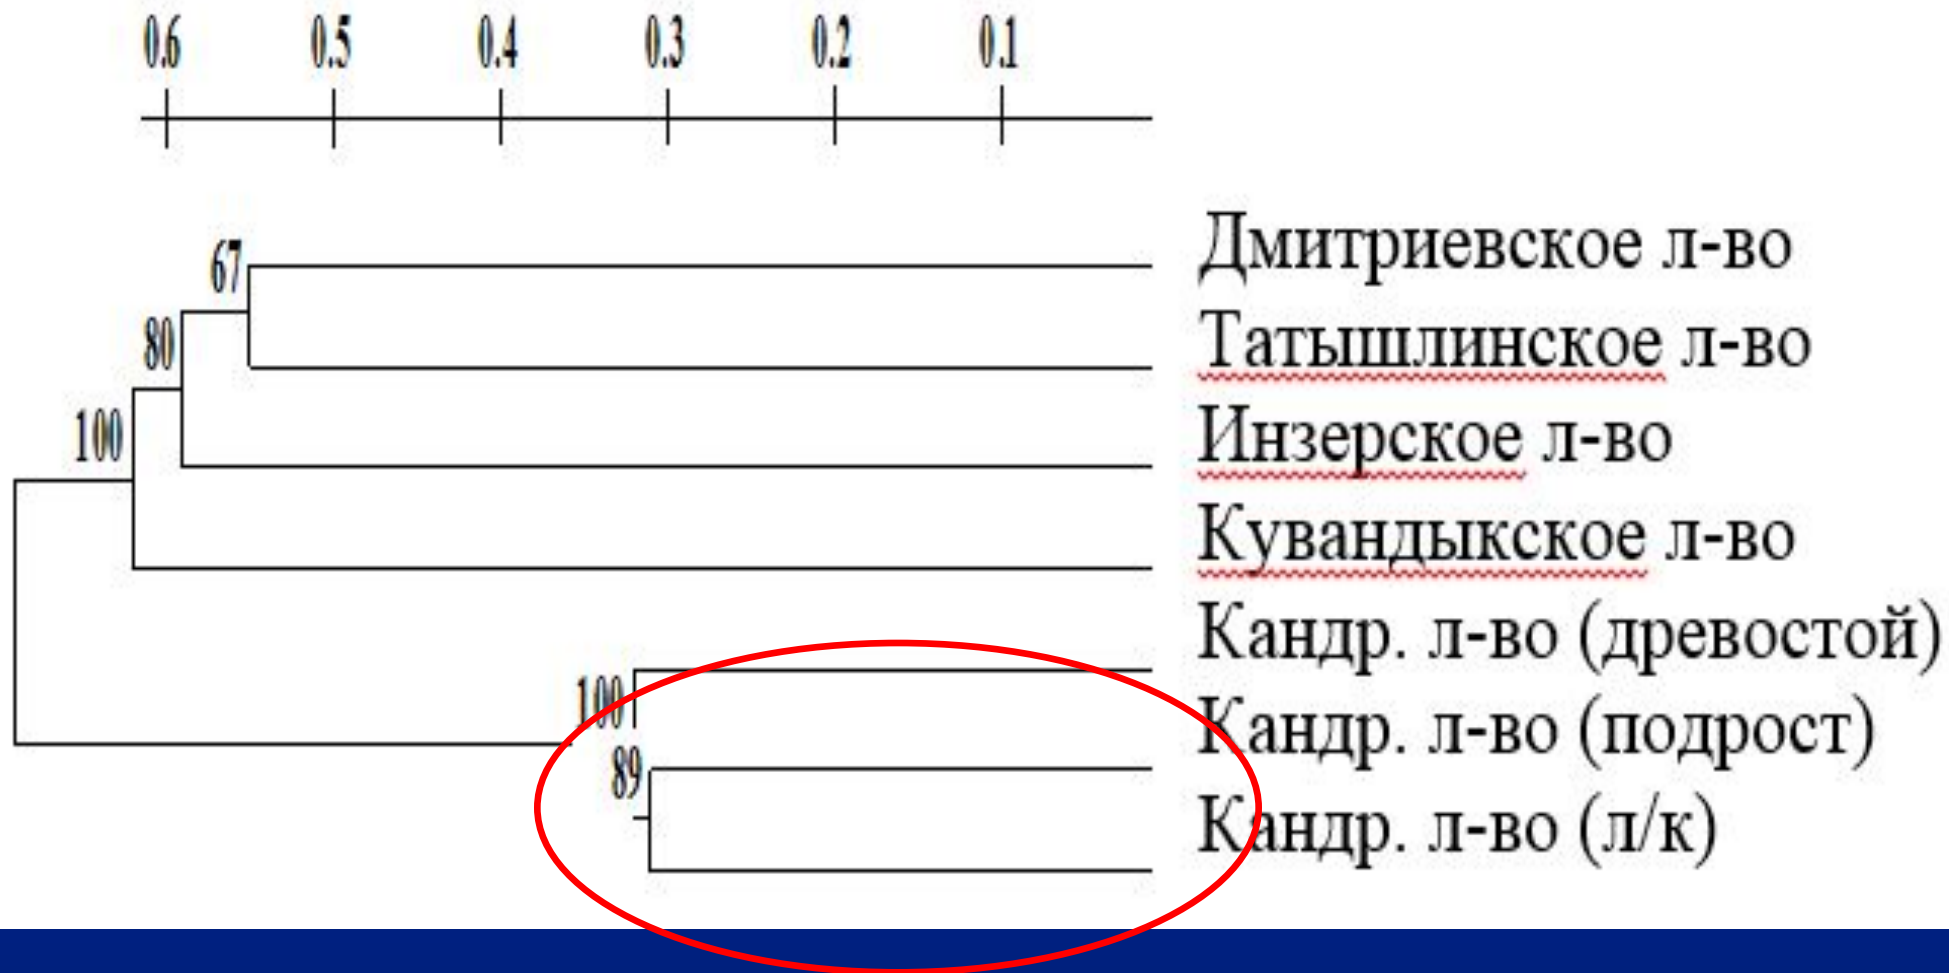 0.6 0.5 0.4 0.3 0.2 0.1
67
Дмитриевское л-во
80
Татышлинское л-во
100
Инзерское л-во
Кувандыкское л-во
Кандр. л-во (древостой)
100
Кандр. л-во (подрост)
89
Кандр. л-во (л/к)